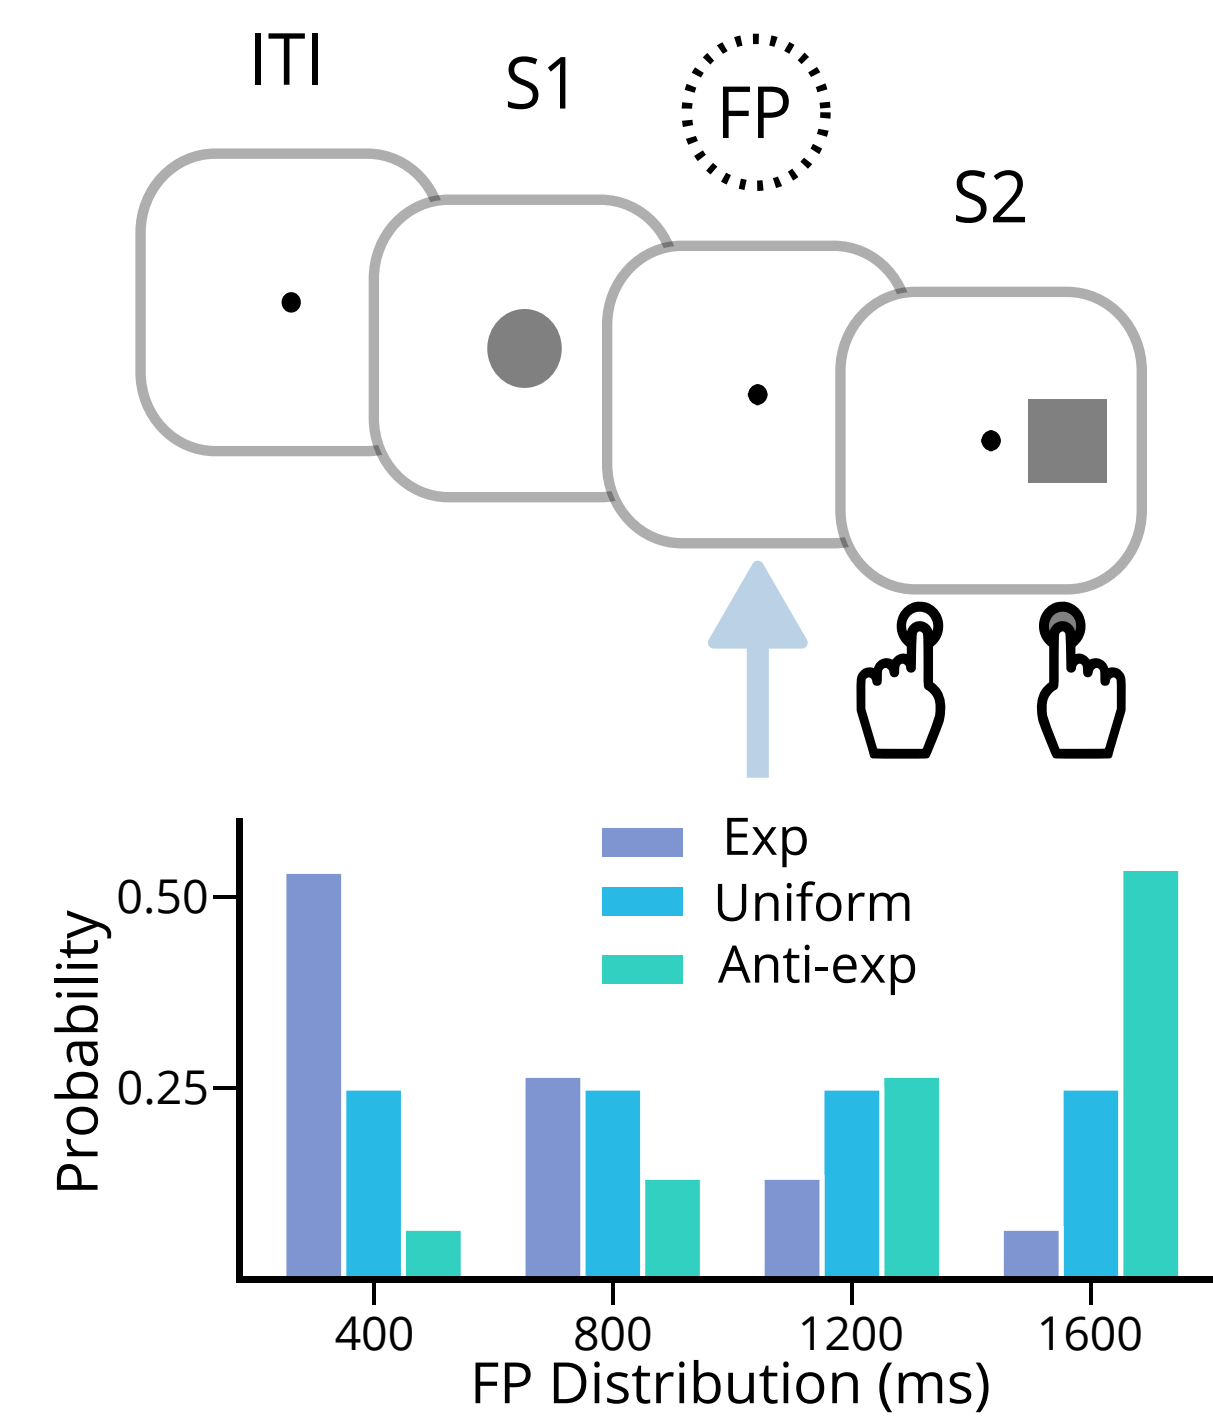 ITI
S1
FP
S2
Exp
Uniform
Anti-exp
Probability
0.50
0.25
400 800 1200 1600
FP Distribution (ms)